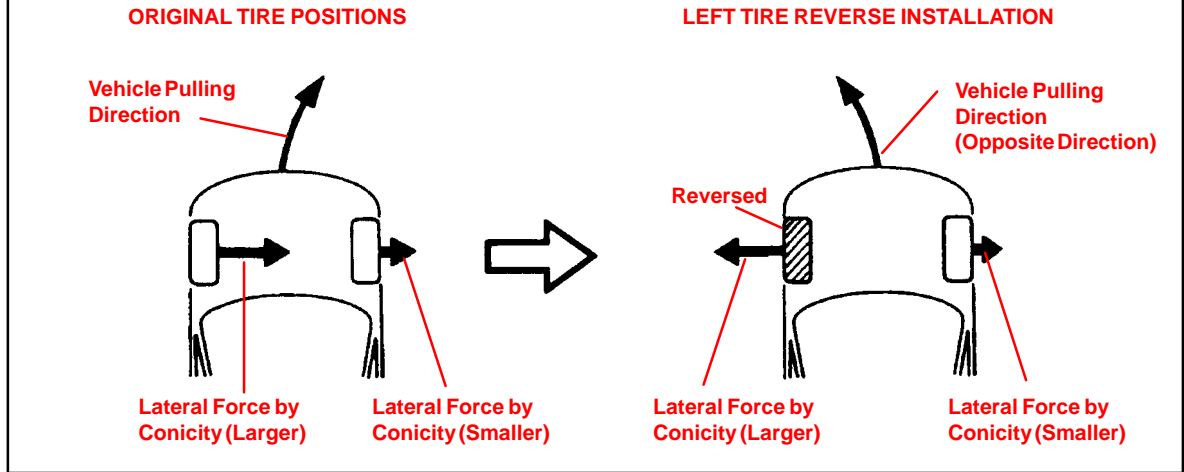 ORIGINAL TIRE POSITIONS
LEFT TIRE REVERSE INSTALLATION
Vehicle Pulling
Direction
Vehicle Pulling
Direction
(Opposite Direction)
Reversed
Lateral Force by
Conicity (Larger)
Lateral Force by
Conicity (Smaller)
Lateral Force by
Conicity (Larger)
Lateral Force by
Conicity (Smaller)